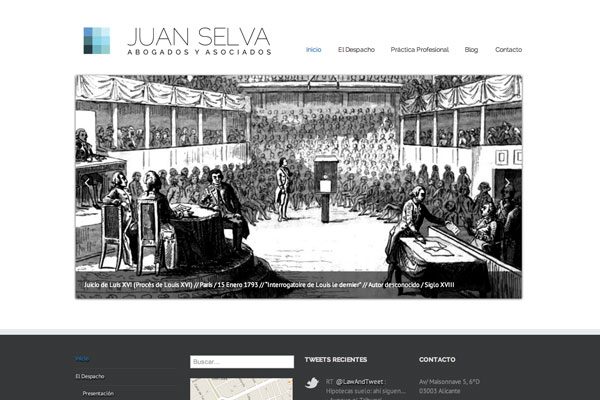 JUAN SELVA
ABOGADOS Y ASOCIADOS
Inicio El Despacho Práctica Profesional Blog Contacto
Juicio de Luis XVI (Procès de Louis XVI) // París / 15 Enero 1793 // "Interrogatoire de Louis le dernier" // Autor desconocido / Siglo XVIII
Inicio
El Despacho
Presentación
Buscar...
TWEETS RECIENTES
RT @LawAndTweet:
Hipotecas suelo: ahí siguen...
CONTACTO
Av/ Maisonnave 5, 6ºD
03003 Alicante